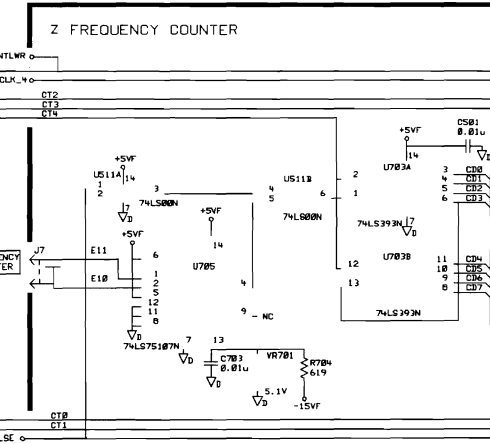 Z FREQUENCY COUNTER
NTLWR
CLK_4
CT2
CT3
CT4
C501
0.01u
D
+5VF
14
+5VF
U511A
14
1
2
3
74LS00N
7
D
4
5
U511B
6
74LS00N
2
1
U703A
3
4
5
6
CD0
CD1
CD2
CD3
74LS393N
7
D
+5VF
14
+5VF
J7
E11
E10
ENCY
TER
6
1
2
5
12
11
8
U705
4
9
NC
D
74LS75107N
7
D
13
U703B
12
13
11
10
9
8
CD4
CD5
CD6
CD7
74LS393N
C703
0.01u
D
VR701
5.1V
D
R704
619
-15VF
CT0
CT1
LSE